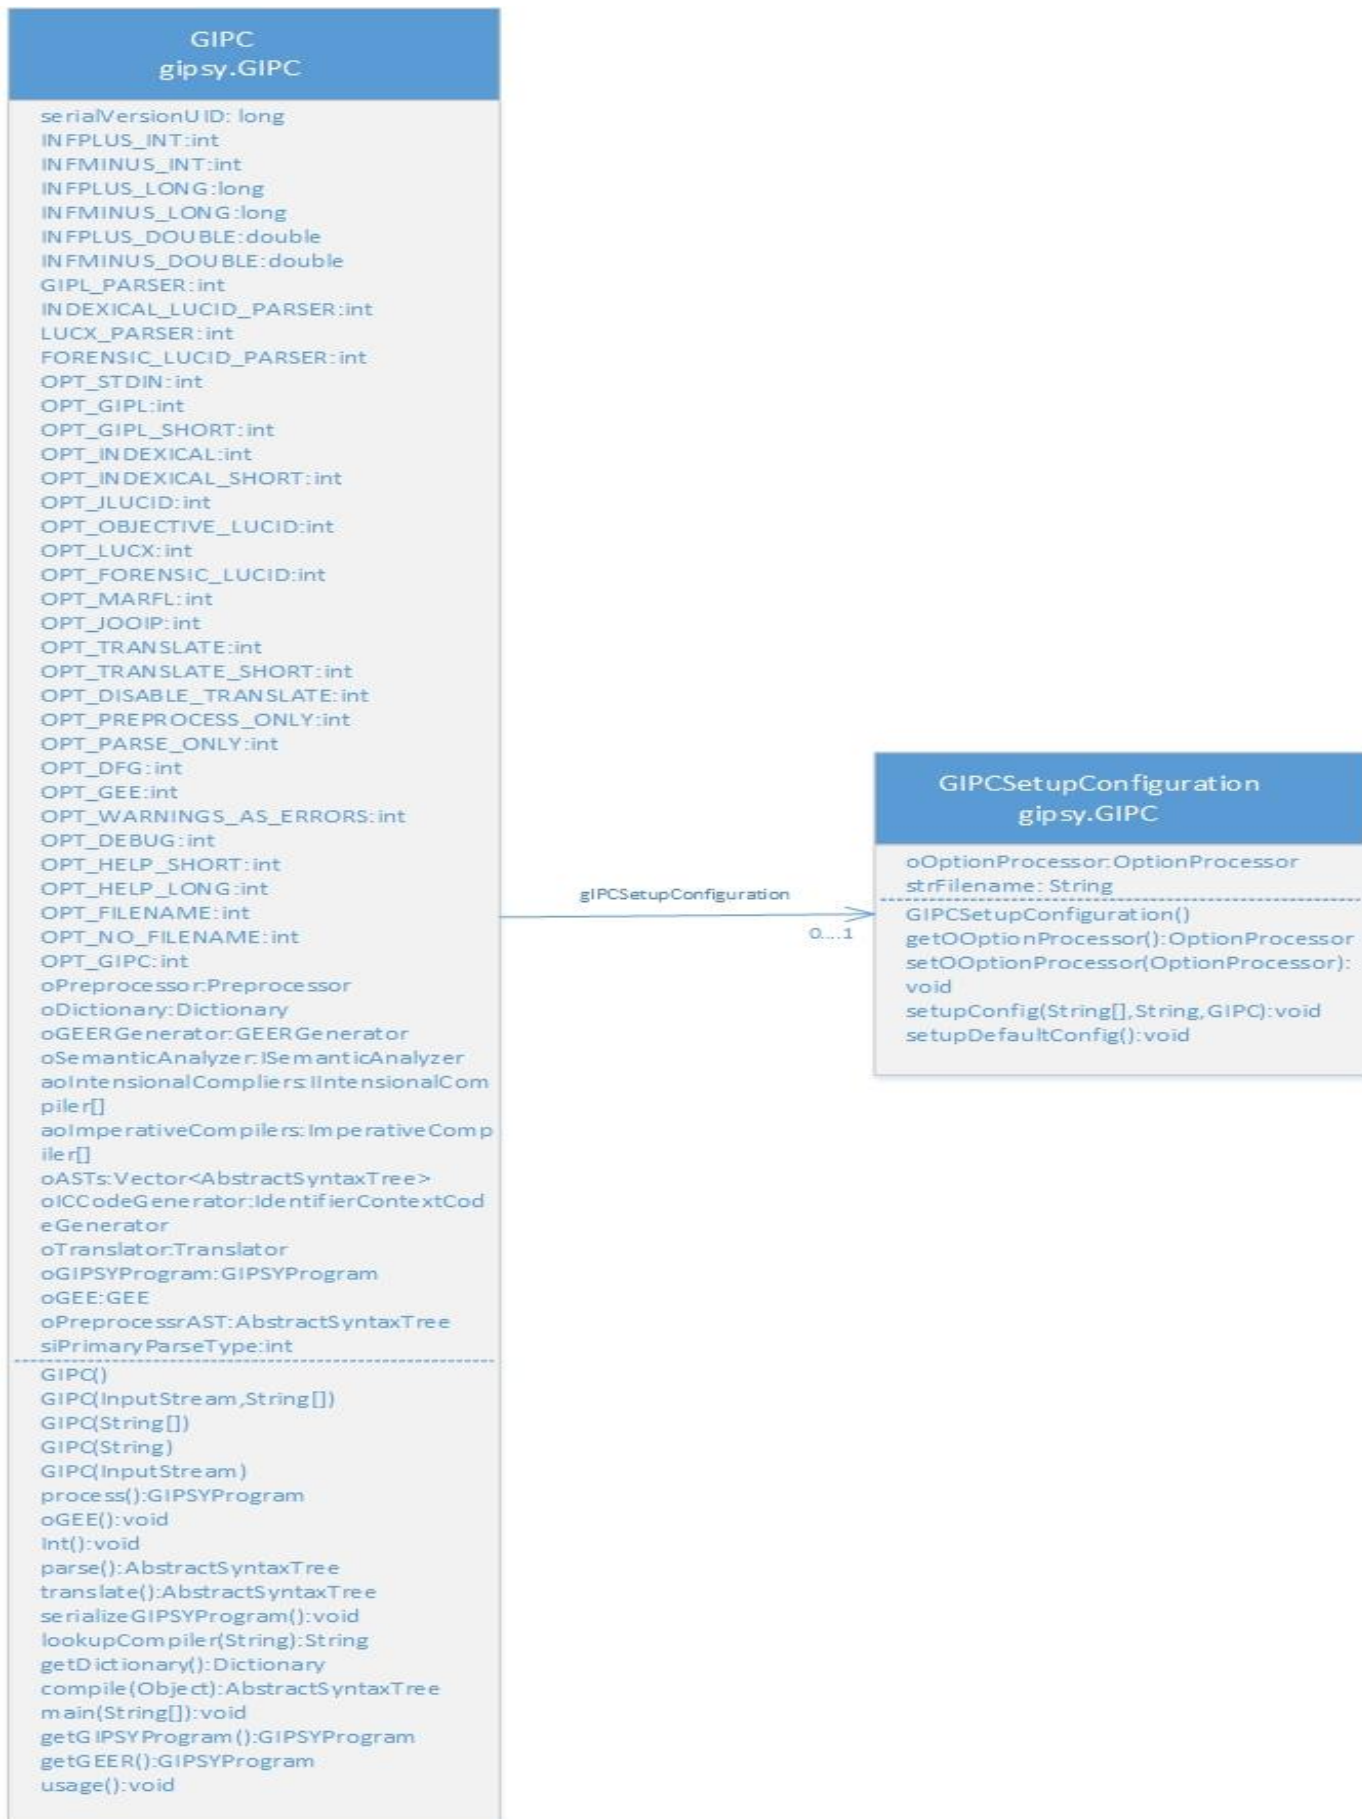 GIPC
gipsy.GIPC
serialVersionUID: long
INFPLUS_INT:int
INFMINUS_INT:int
INFPLUS_LONG:long
INFMINUS_LONG:long
INFPLUS_DOUBLE:double
INFMINUS_DOUBLE:double
GIPL_PARSER:int
INDEXICAL_LUCID_PARSER:int
LUCX_PARSER:int
FORENSIC_LUCID_PARSER:int
OPT_STDIN:int
OPT_GIPL:int
OPT_GIPL_SHORT:int
OPT_INDEXICAL:int
OPT_INDEXICAL_SHORT:int
OPT_JLUCID:int
OPT_OBJECTIVE_LUCID:int
OPT_LUCX:int
OPT_FORENSIC_LUCID:int
OPT_MARFL:int
OPT_JOOIP:int
OPT_TRANSLATE:int
OPT_TRANSLATE_SHORT:int
OPT_DISABLE_TRANSLATE:int
OPT_PREPROCESS_ONLY:int
OPT_PARSE_ONLY:int
OPT_DFG:int
OPT_GEE:int
OPT_WARNINGS_AS_ERRORS:int
OPT_DEBUG:int
OPT_HELP_SHORT:int
OPT_HELP_LONG:int
OPT_FILENAME:int
OPT_NO_FILENAME:int
OPT_GIPC:int
oPreprocessor:Preprocessor
oDictionary:Dictionary
oGEERGenerator:GEERGenerator
oSemanticAnalyzer:ISemanticAnalyzer
aoIntensionalCompliers:IIntensionalCom
piler[]
aoImperativeCompilers:ImperativeComp
iler[]
oASTs:Vector<AbstractSyntaxTree>
oICCodeGenerator:IdentifierContextCod
eGenerator
oTranslator:Translator
oGIPSYProgram:GIPSYProgram
oGEE:GEE
oPreprocessrAST:AbstractSyntaxTree
siPrimaryParseType:int
GIPC()
GIPC(InputStream,String[])
GIPC(String[])
GIPC(String)
GIPC(InputStream)
process():GIPSYProgram
oGEE():void
Int():void
parse():AbstractSyntaxTree
translate():AbstractSyntaxTree
serializeGIPSYProgram():void
lookupCompiler(String):String
getDictionary():Dictionary
compile(Object):AbstractSyntaxTree
main(String[]):void
getGIPSYProgram():GIPSYProgram
getGEER():GIPSYProgram
usage():void
gIPCSetupConfiguration
0....1
GIPCSetupConfiguration
gipsy.GIPC
oOptionProcessor:OptionProcessor
strFilename: String
GIPCSetupConfiguration()
getOOptionProcessor():OptionProcessor
setOOptionProcessor(OptionProcessor):
void
setupConfig(String[],String,GIPC):void
setupDefaultConfig():void